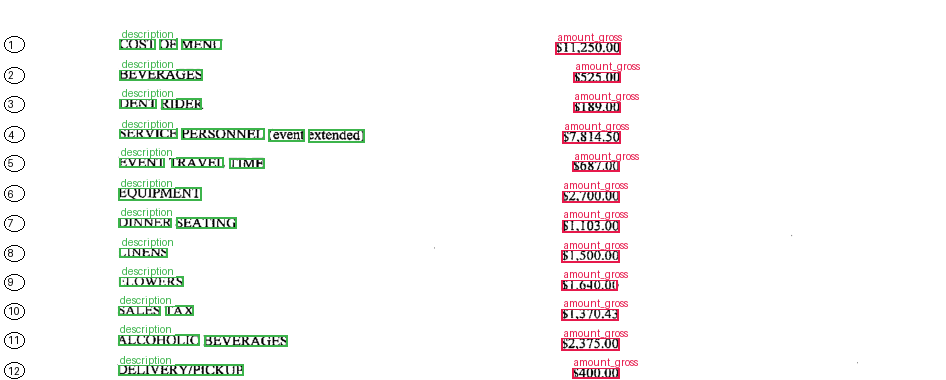 description amount_gross
1 COST OF MENU $11,250.00
description amount_gross
2 BEVERAGES $525.00
description amount_gross
3 DENT RIDER $189.00
description amount_gross
4 SERVICE PERSONNEL (event extended) $7,814.50
description amount_gross
5 EVENT TRAVEL TIME $687.00
description amount_gross
6 EQUIPMENT $2,700.00
description amount_gross
7 DINNER SEATING $1,103.00
description amount_gross
8 LINENS $1,500.00
description amount_gross
9 FLOWERS $1,640.00
description amount_gross
10 SALES TAX $1,370.43
description amount_gross
11 ALCOHOLIC BEVERAGES $2,375.00
description amount_gross
12 DELIVERY/PICKUP $400.00